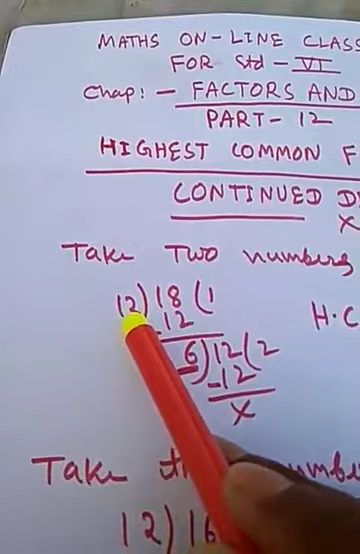 MATHS ON-LINE CLASS
FOR Std - VI
Chap: - FACTORS AND
PART- 12
HIGHEST COMMON F
CONTINUED D
X
Take Two numbers
12) 18 (1
-12
H.C
6) 12 (2
-12
X
Take numbe
12) 16